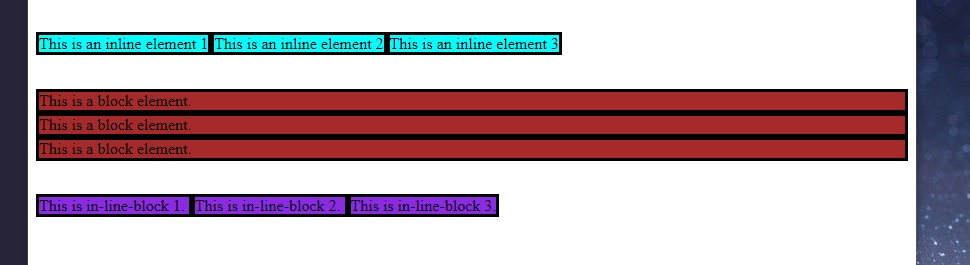 This is an inline element 1 This is an inline element 2 This is an inline element 3
This is a block element.
This is a block element.
This is a block element.
This is in-line-block 1. This is in-line-block 2. This is in-line-block 3.